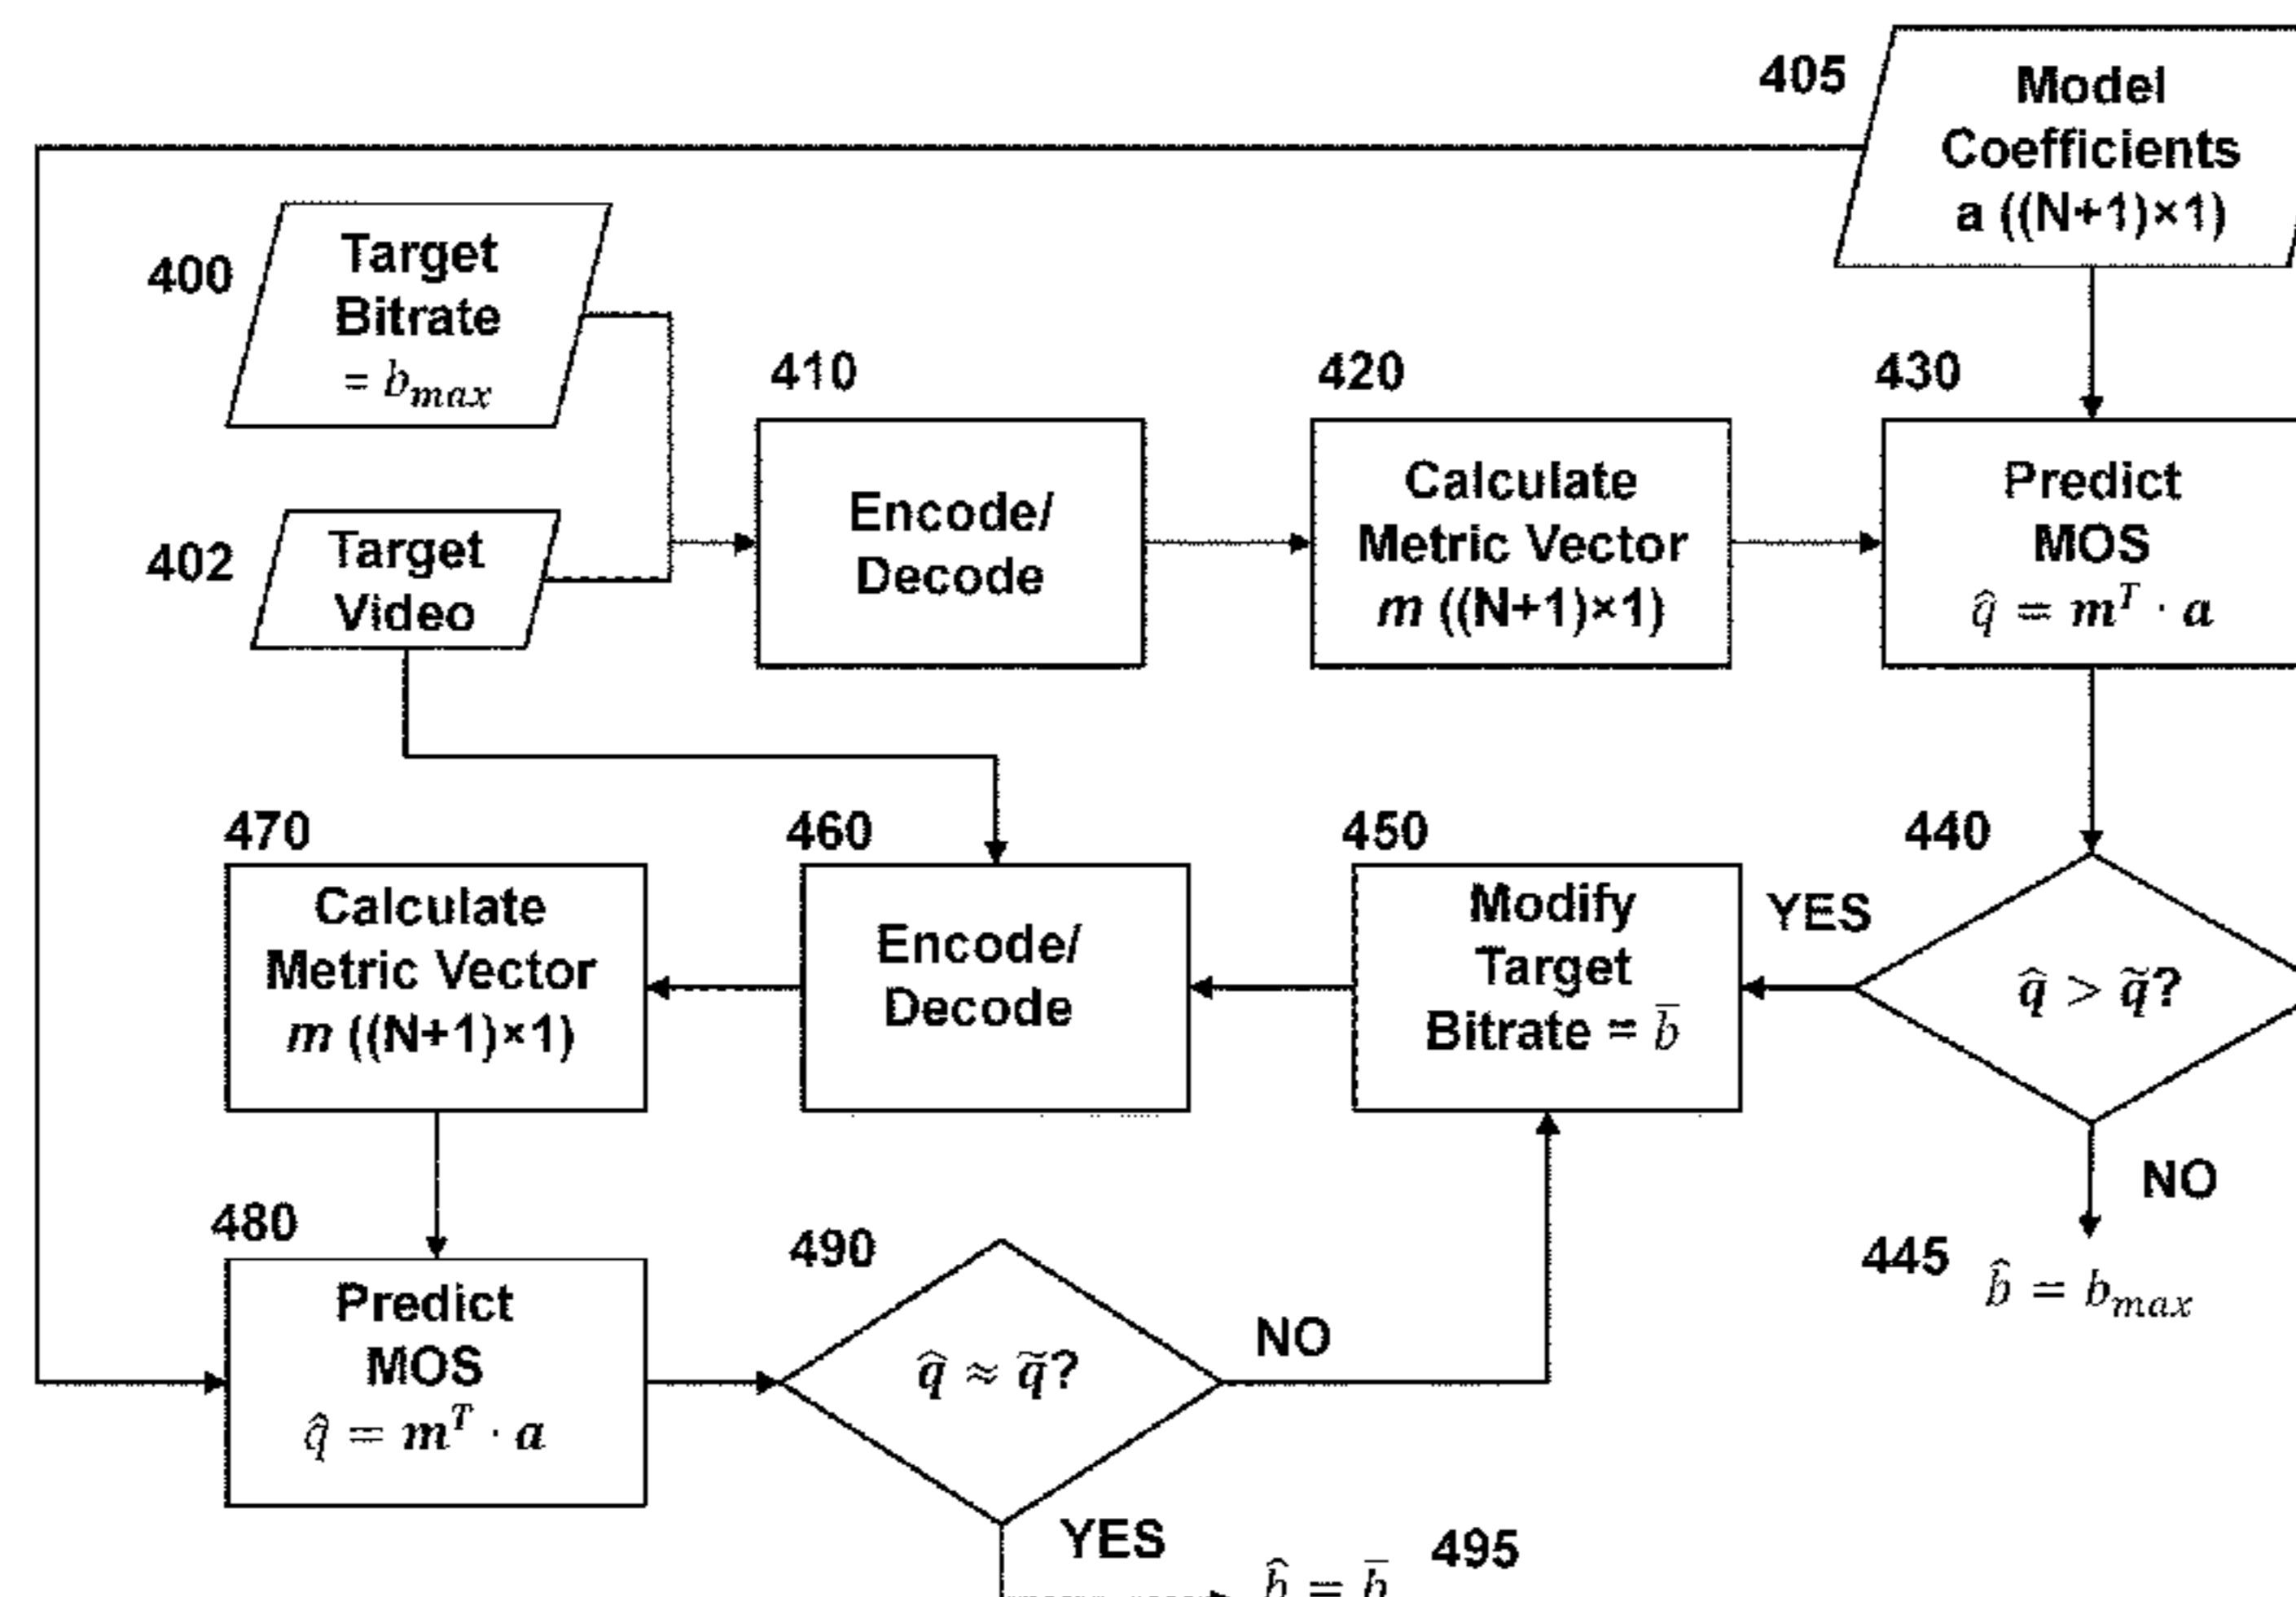 405
Model
Coefficients
a ((N+1)×1)
400
Target
Bitrate
= b_max
402
Target
Video
410
Encode/
Decode
420
Calculate
Metric Vector
m ((N+1)×1)
430
Predict
MOS
q̂ = m^T · a
440
q̂ > q̃?
YES
NO
445
b̂ = b_max
450
Modify
Target
Bitrate = b̄
460
Encode/
Decode
470
Calculate
Metric Vector
m ((N+1)×1)
480
Predict
MOS
q̂ = m^T · a
490
q̂ ≈ q̃?
NO
YES
b̂ = b̄
495